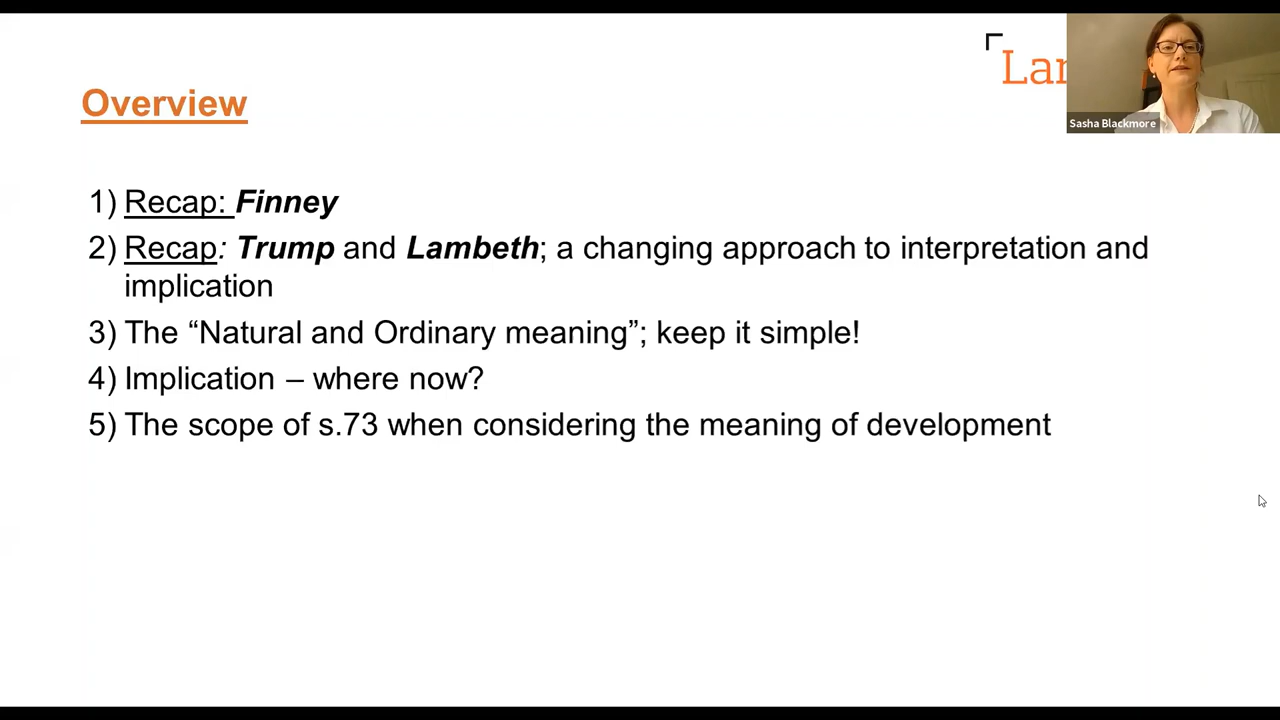 Lan
Sasha Blackmore
Overview
1) Recap: Finney
2) Recap: Trump and Lambeth; a changing approach to interpretation and
implication
3) The “Natural and Ordinary meaning”; keep it simple!
4) Implication – where now?
5) The scope of s.73 when considering the meaning of development